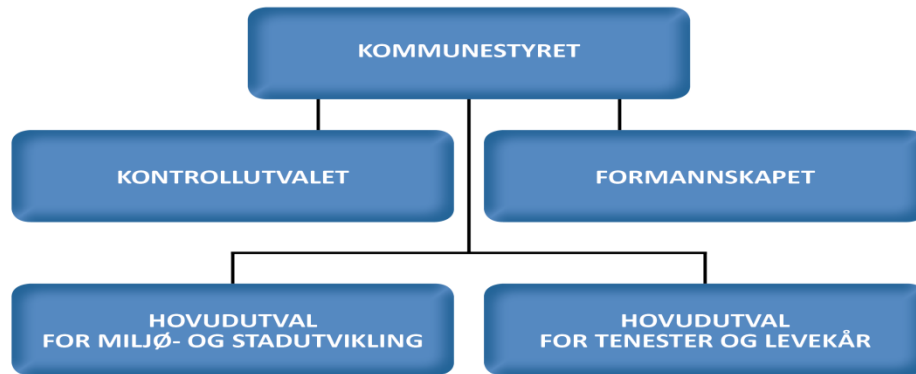 KOMMUNESTYRET
KONTROLLUTVALET
FORMANNSKAPET
HOVUDUTVAL
FOR MILJØ- OG STADUTVIKLING
HOVUDUTVAL
FOR TENESTER OG LEVEKÅR